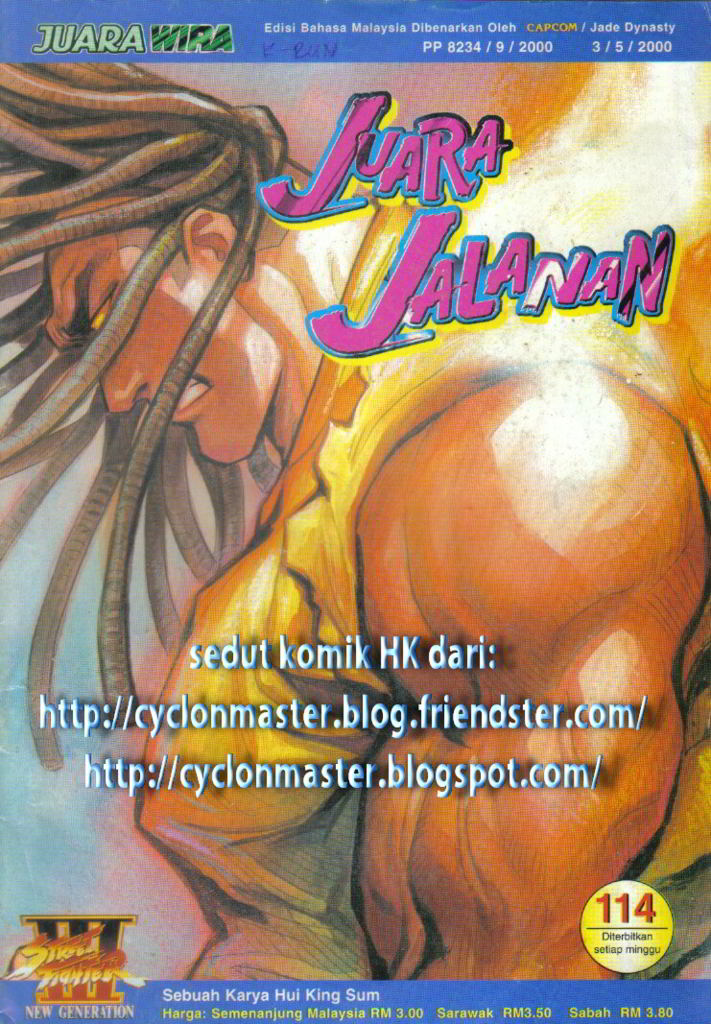 JUARA WIRA
Edisi Bahasa Malaysia Dibenarkan Oleh CAPCOM / Jade Dynasty
K-BUN
PP 8234 / 9 / 2000 3 / 5 / 2000
JUARA
JALANAN
sedut komik HK dari:
http://cyclonmaster.blog.friendster.com/
http://cyclonmaster.blogspot.com/
114
Diterbitkan
setiap minggu
III
STREET
FIGHTER
NEW GENERATION
Sebuah Karya Hui King Sum
Harga: Semenanjung Malaysia RM 3.00 Sarawak RM3.50 Sabah RM 3.80